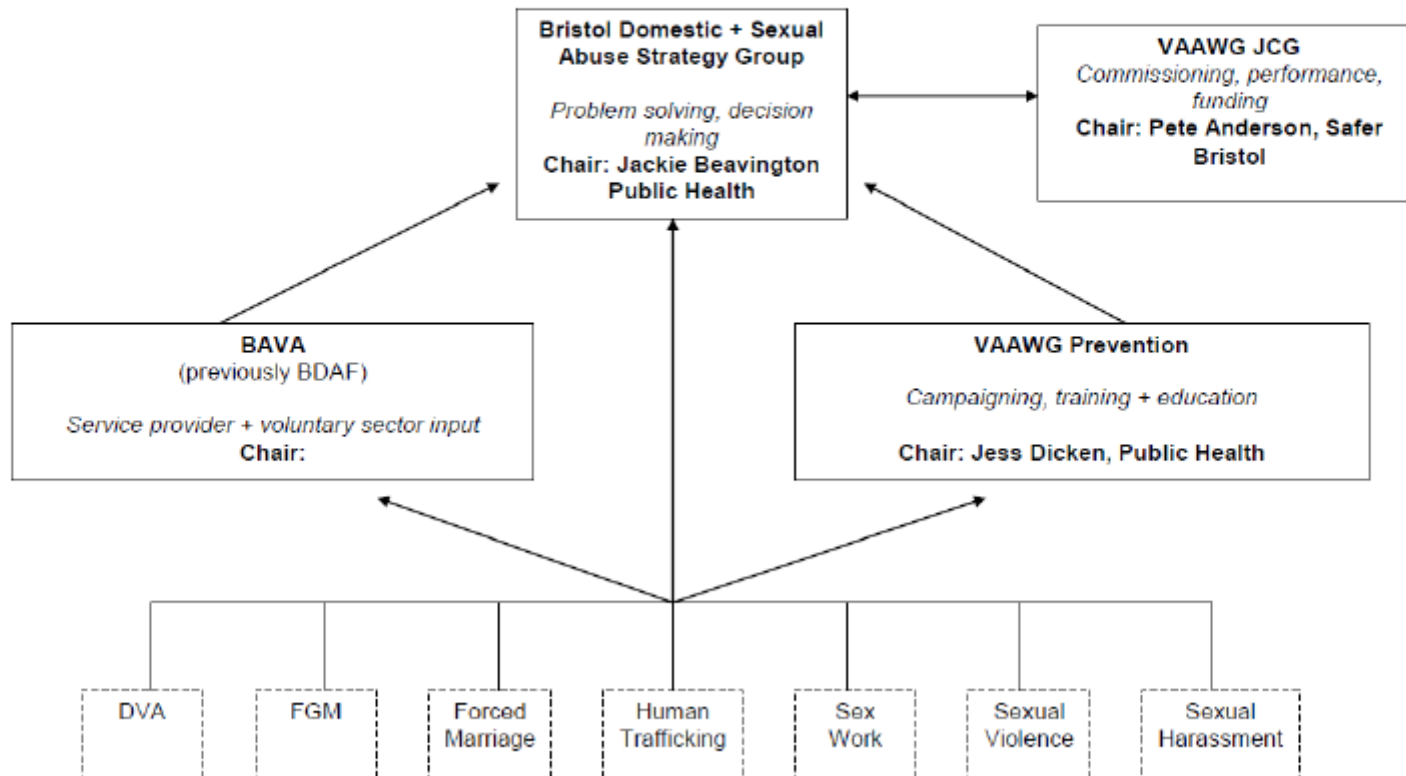 Bristol Domestic + Sexual
Abuse Strategy Group
Problem solving, decision
making
Chair: Jackie Beavington
Public Health
VAAWG JCG
Commissioning, performance,
funding
Chair: Pete Anderson, Safer
Bristol
BAVA
(previously BDAF)
Service provider + voluntary sector input
Chair:
VAAWG Prevention
Campaigning, training + education
Chair: Jess Dicken, Public Health
DVA
FGM
Forced
Marriage
Human
Trafficking
Sex
Work
Sexual
Violence
Sexual
Harassment